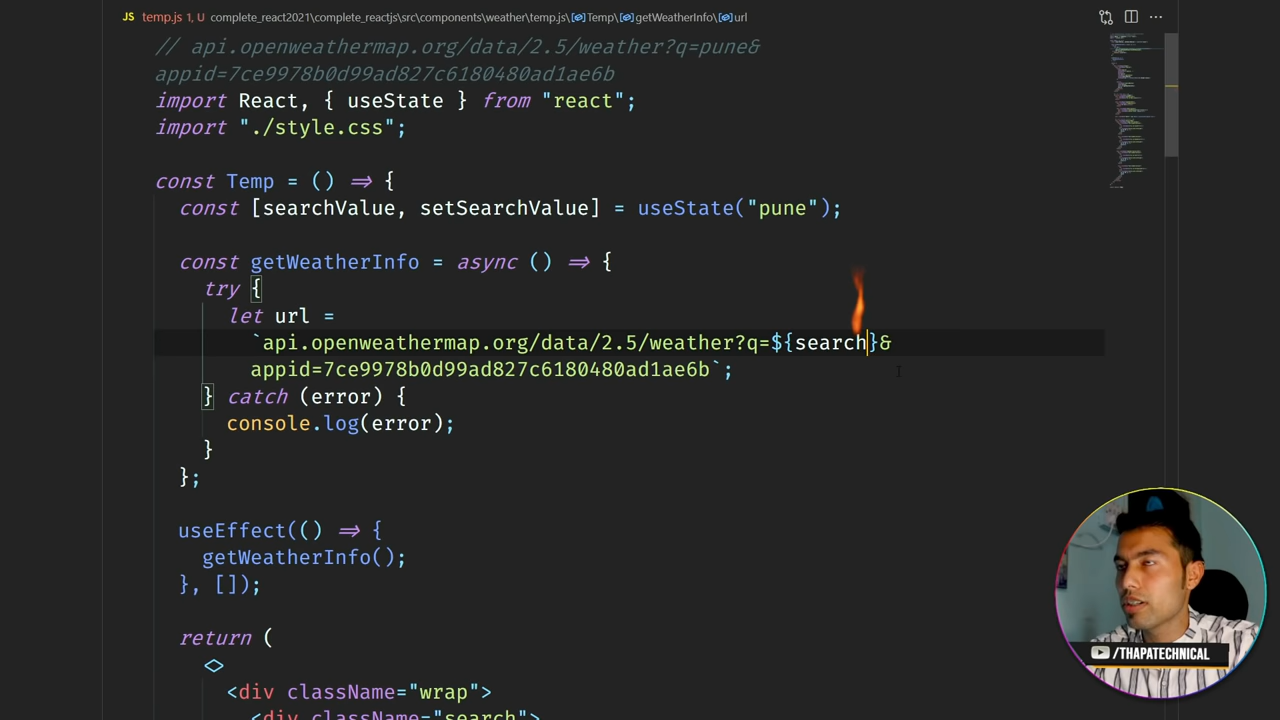 JS temp.js 1, U complete_react2021\complete_reactjs\src\components\weather\temp.js\Temp\getWeatherInfo\url
// api.openweathermap.org/data/2.5/weather?q=pune&
appid=7ce9978b0d99ad827c6180480ad1ae6b
import React, { useState } from "react";
import "./style.css";
const Temp = () => {
const [searchValue, setSearchValue] = useState("pune");
const getWeatherInfo = async () => {
try {
let url =
`api.openweathermap.org/data/2.5/weather?q=${search}&
appid=7ce9978b0d99ad827c6180480ad1ae6b`;
} catch (error) {
console.log(error);
}
};
useEffect(() => {
getWeatherInfo();
}, []);
return (
<>
<div className="wrap">
<div className="search">
/THAPATECHNICAL